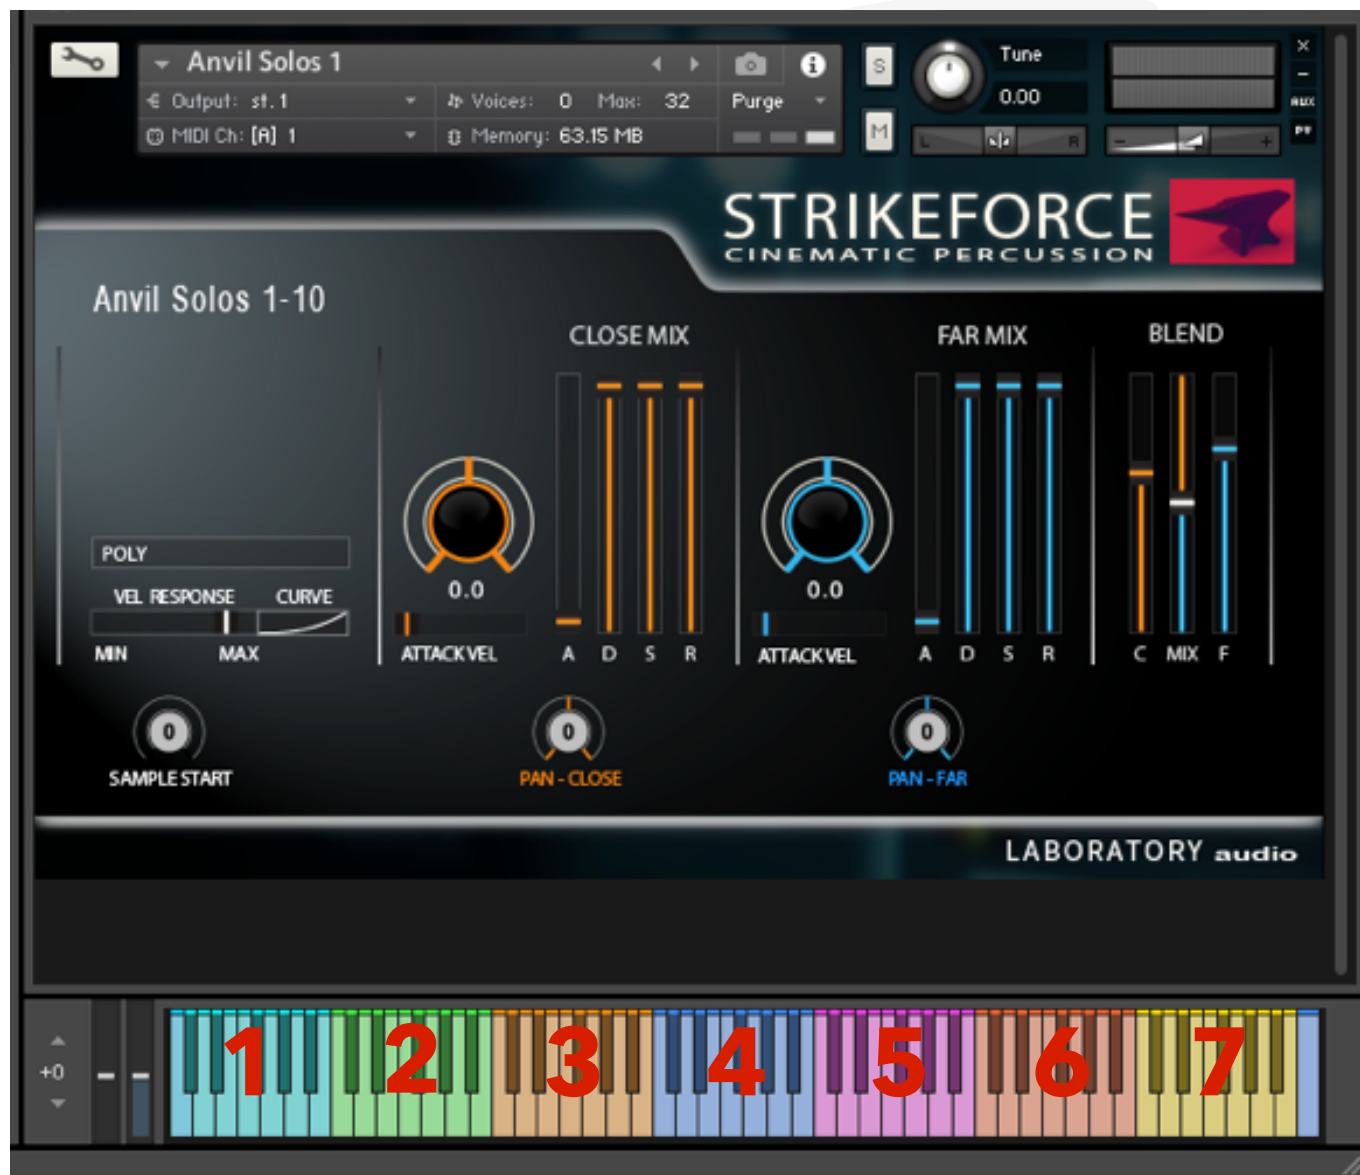 Anvil Solos 1
Output: st.1
Voices: 0 Max: 32
Purge
MIDI Ch: [A] 1
Memory: 63.15 MB
S
M
Tune
0.00
L
R
-
+
×
-
AUX
PV
STRIKEFORCE
CINEMATIC PERCUSSION
Anvil Solos 1-10
CLOSE MIX
FAR MIX
BLEND
POLY
VEL RESPONSE CURVE
MIN MAX
0.0
ATTACK VEL
A D S R
0.0
ATTACK VEL
A D S R
C MIX F
0
SAMPLE START
0
PAN - CLOSE
0
PAN - FAR
LABORATORY audio
+0
1 2 3 4 5 6 7